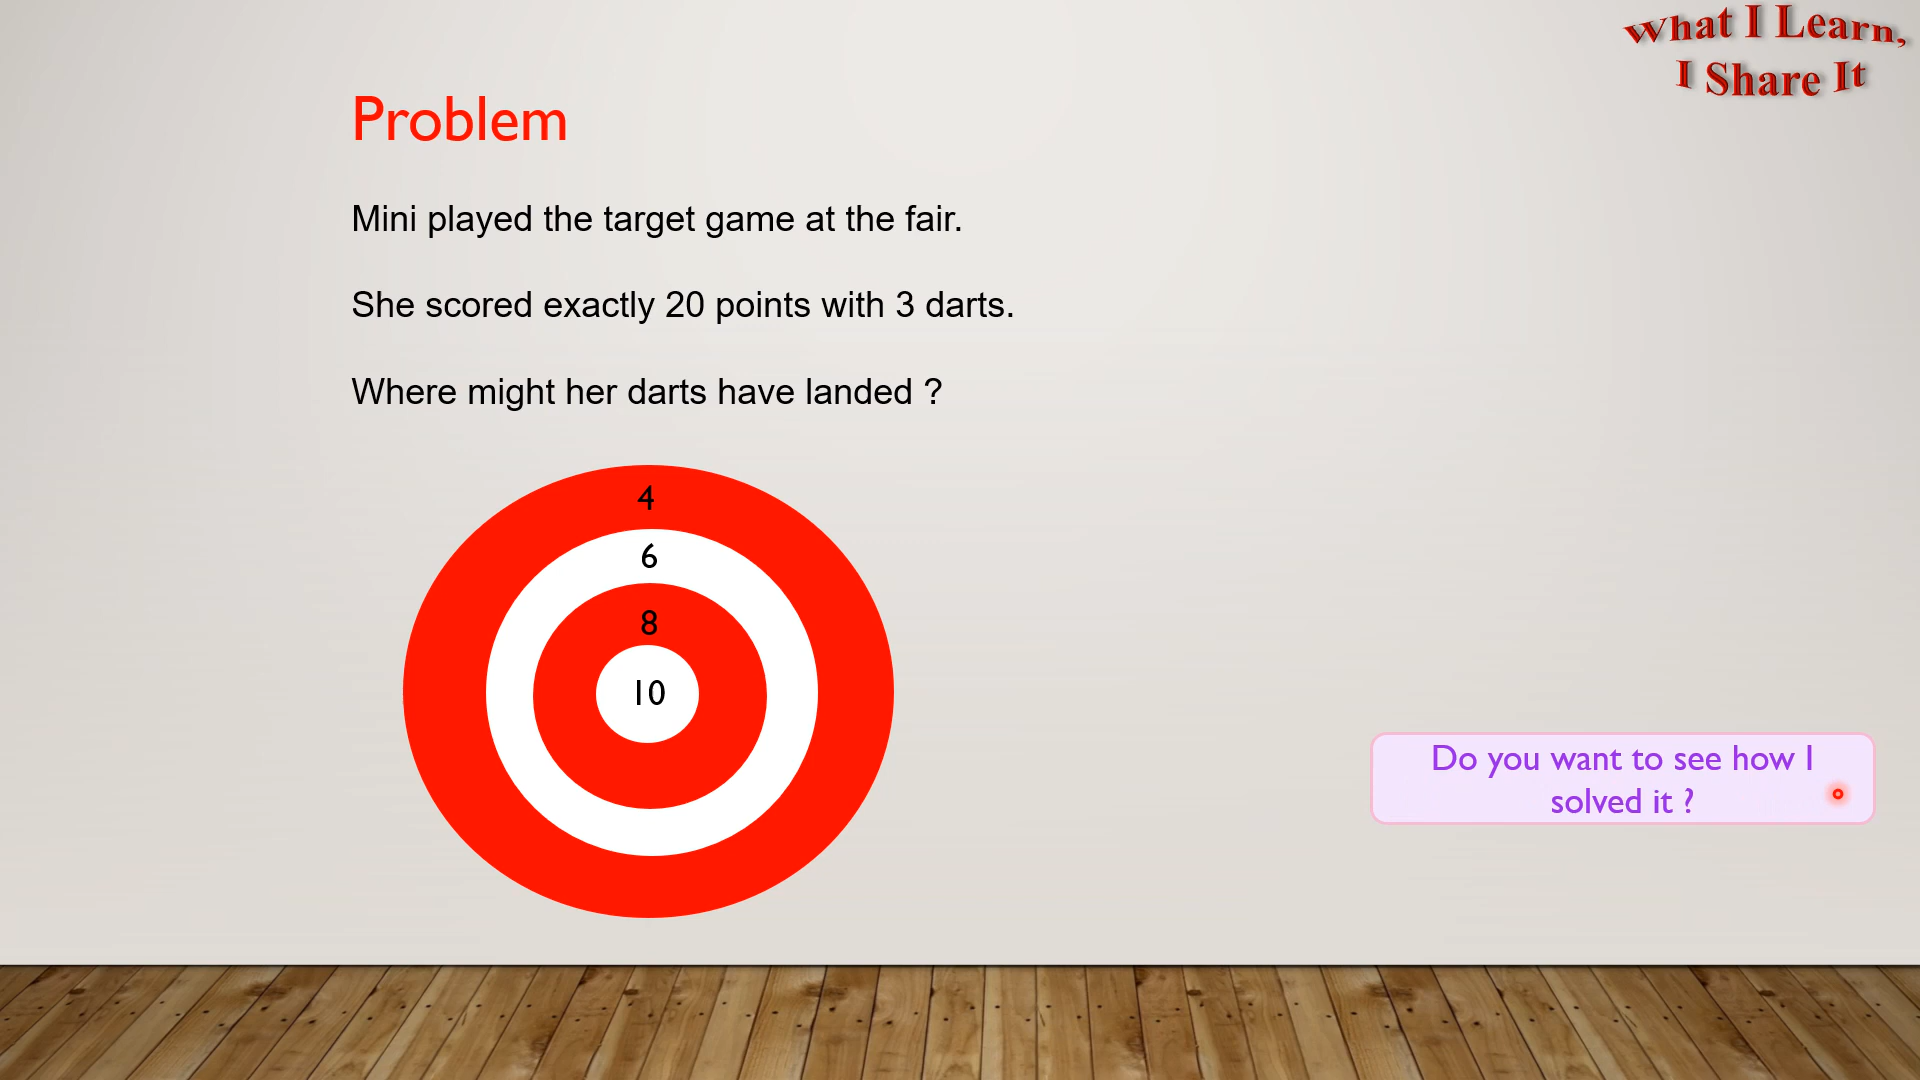 What I Learn,
I Share It
Problem
Mini played the target game at the fair.
She scored exactly 20 points with 3 darts.
Where might her darts have landed ?
4
6
8
10
Do you want to see how I
solved it ?